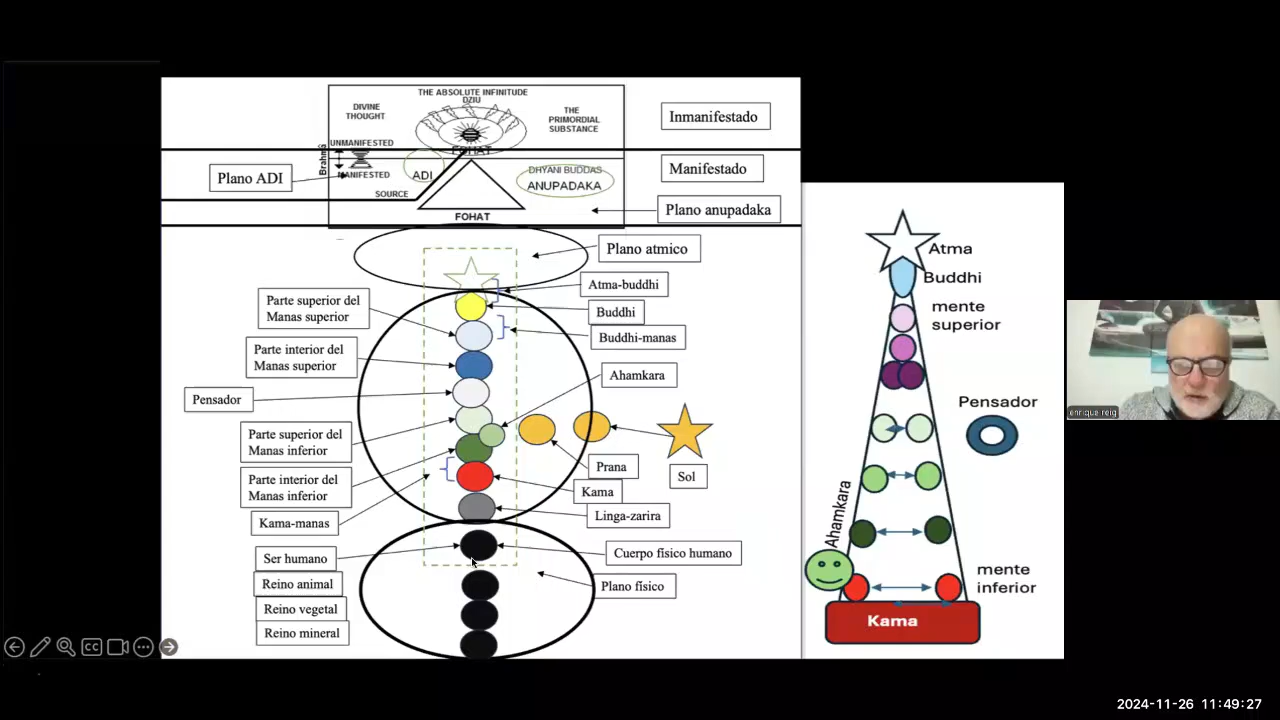 THE ABSOLUTE INFINITUDE
DZIU
DIVINE
THOUGHT
THE
PRIMORDIAL
SUBSTANCE
FOHAT
UNMANIFESTED
Brahmā
MANIFESTED
ADI
SOURCE
DHYANI BUDDAS
ANUPADAKA
FOHAT
Inmanifestado
Manifestado
Plano ADI
Plano anupadaka
Plano atmico
Atma-buddhi
Parte superior del
Manas superior
Buddhi
Buddhi-manas
Parte interior del
Manas superior
Ahamkara
Pensador
Parte superior del
Manas inferior
Parte interior del
Manas inferior
Prana
Sol
Kama
Kama-manas
Linga-zarira
Ser humano
Cuerpo físico humano
Reino animal
Plano físico
Reino vegetal
Reino mineral
Atma
Buddhi
mente
superior
Pensador
Ahamkara
mente
inferior
Kama
enrique reig
CC
2024-11-26 11:49:27